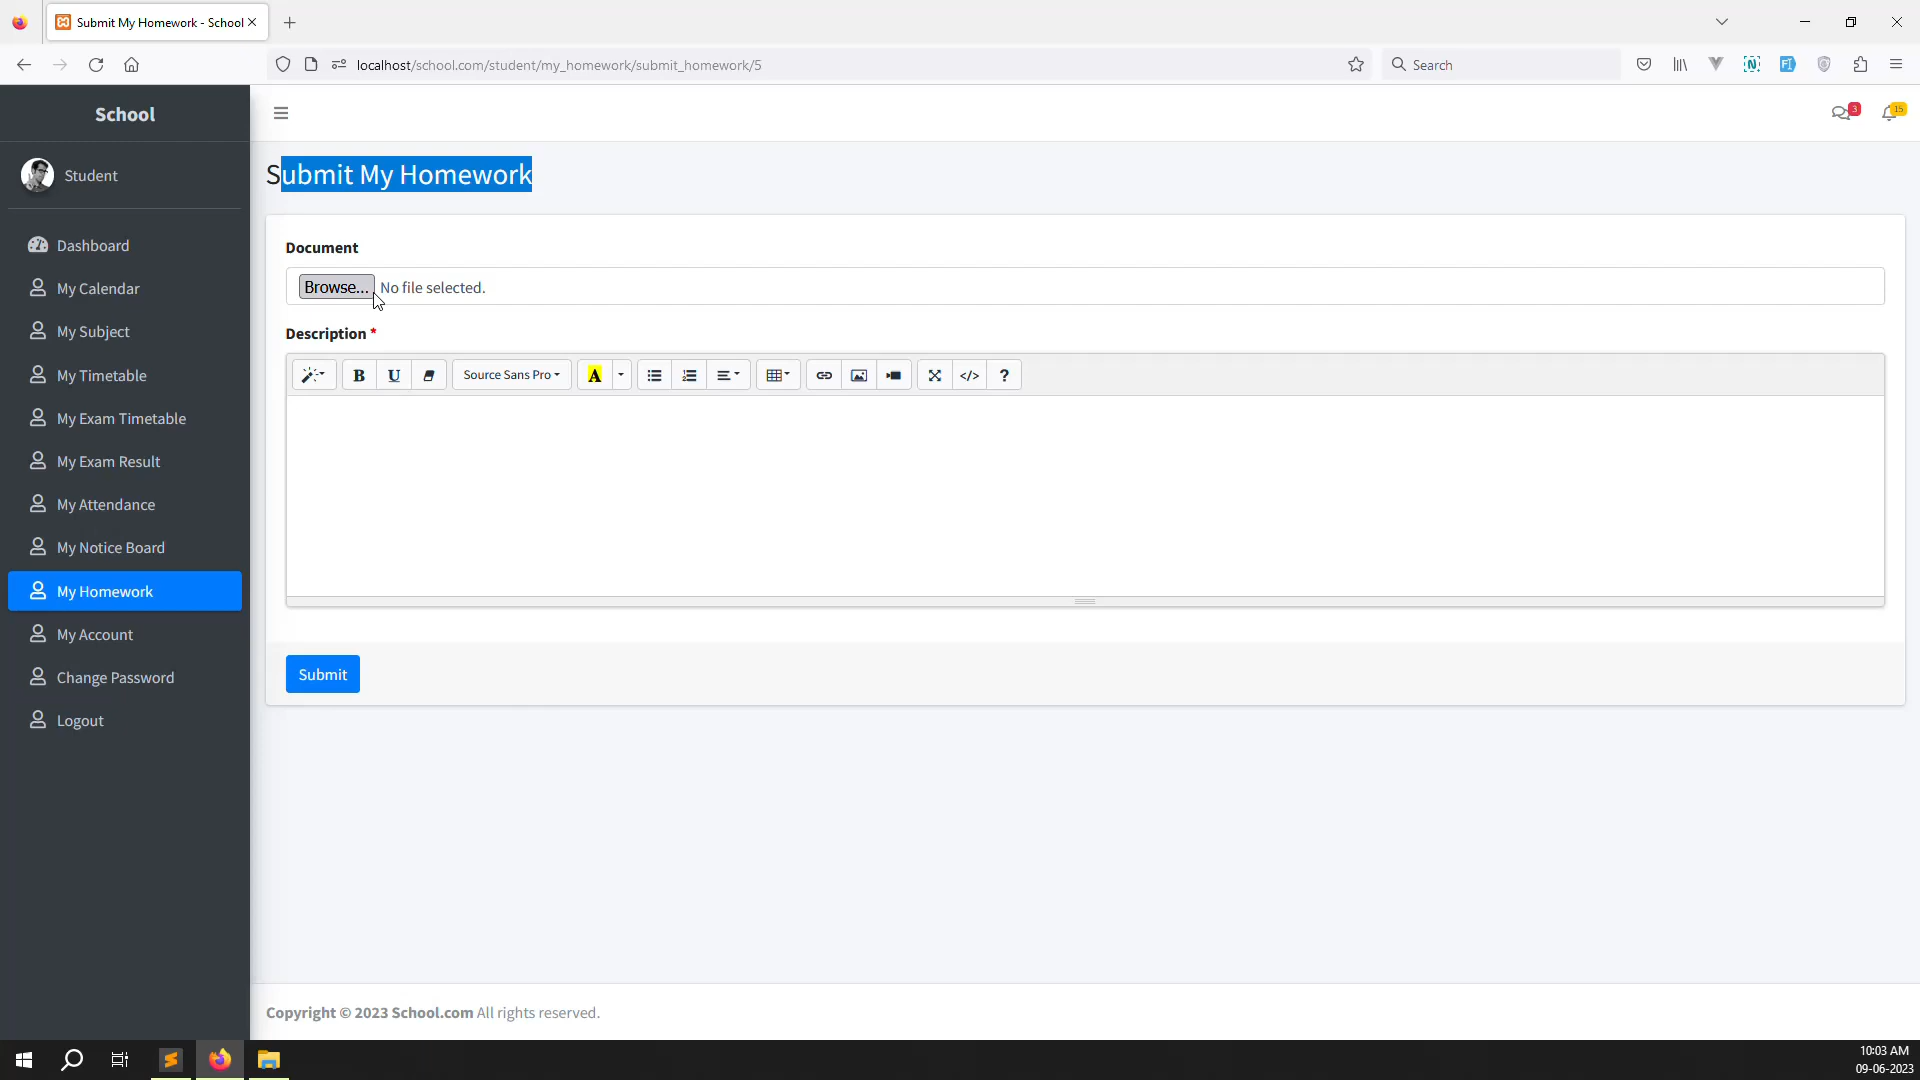 Submit My Homework - School
localhost/school.com/student/my_homework/submit_homework/5
Search
School
3
15
Student
Submit My Homework
Dashboard
My Calendar
My Subject
My Timetable
My Exam Timetable
My Exam Result
My Attendance
My Notice Board
My Homework
My Account
Change Password
Logout
Document
Browse... No file selected.
Description *
B U Source Sans Pro A </> ?
Submit
Copyright © 2023 School.com All rights reserved.
10:03 AM
09-06-2023